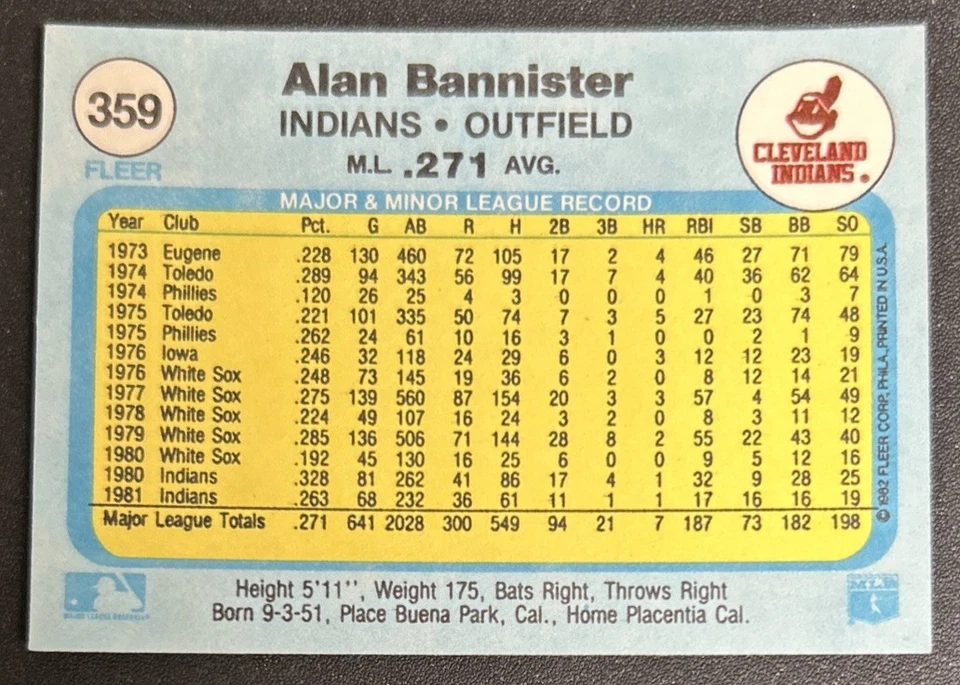 359
FLEER
Alan Bannister
INDIANS • OUTFIELD
M.L. .271 AVG.
CLEVELAND
INDIANS
MAJOR & MINOR LEAGUE RECORD
Year Club Pct. G AB R H 2B 3B HR RBI SB BB SO
1973 Eugene .228 130 460 72 105 17 2 4 46 27 71 79
1974 Toledo .289 94 343 56 99 17 7 4 40 36 62 64
1974 Phillies .120 26 25 4 3 0 0 0 1 0 3 7
1975 Toledo .221 101 335 50 74 7 3 5 27 23 74 48
1975 Phillies .262 24 61 10 16 3 1 0 0 2 1 9
1976 Iowa .246 32 118 24 29 6 0 3 12 12 23 19
1976 White Sox .248 73 145 19 36 6 2 0 8 12 14 21
1977 White Sox .275 139 560 87 154 20 3 3 57 4 54 49
1978 White Sox .224 49 107 16 24 3 2 0 8 3 11 12
1979 White Sox .285 136 506 71 144 28 8 2 55 22 43 40
1980 White Sox .192 45 130 16 25 6 0 0 9 5 12 16
1980 Indians .328 81 262 41 86 17 4 1 32 9 28 25
1981 Indians .263 68 232 36 61 11 1 1 17 16 16 19
Major League Totals .271 641 2028 300 549 94 21 7 187 73 182 198
© 1982 FLEER CORP., PHILA., PRINTED IN U.S.A.
Height 5'11'', Weight 175, Bats Right, Throws Right
Born 9-3-51, Place Buena Park, Cal., Home Placentia Cal.
MAJOR LEAGUE BASEBALL